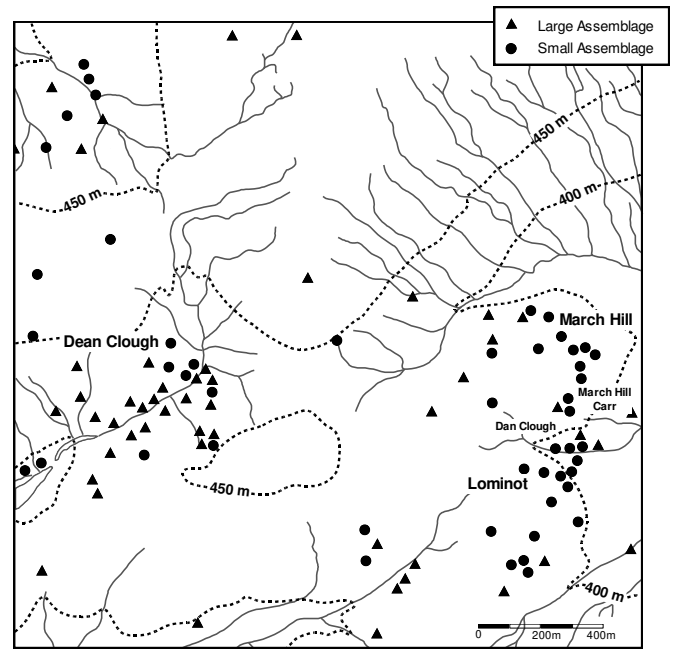 Large Assemblage
Small Assemblage
450 m
400 m
450 m
March Hill
Dean Clough
March Hill
Carr
Dan Clough
Lominot
450 m
400 m
0 200m 400m